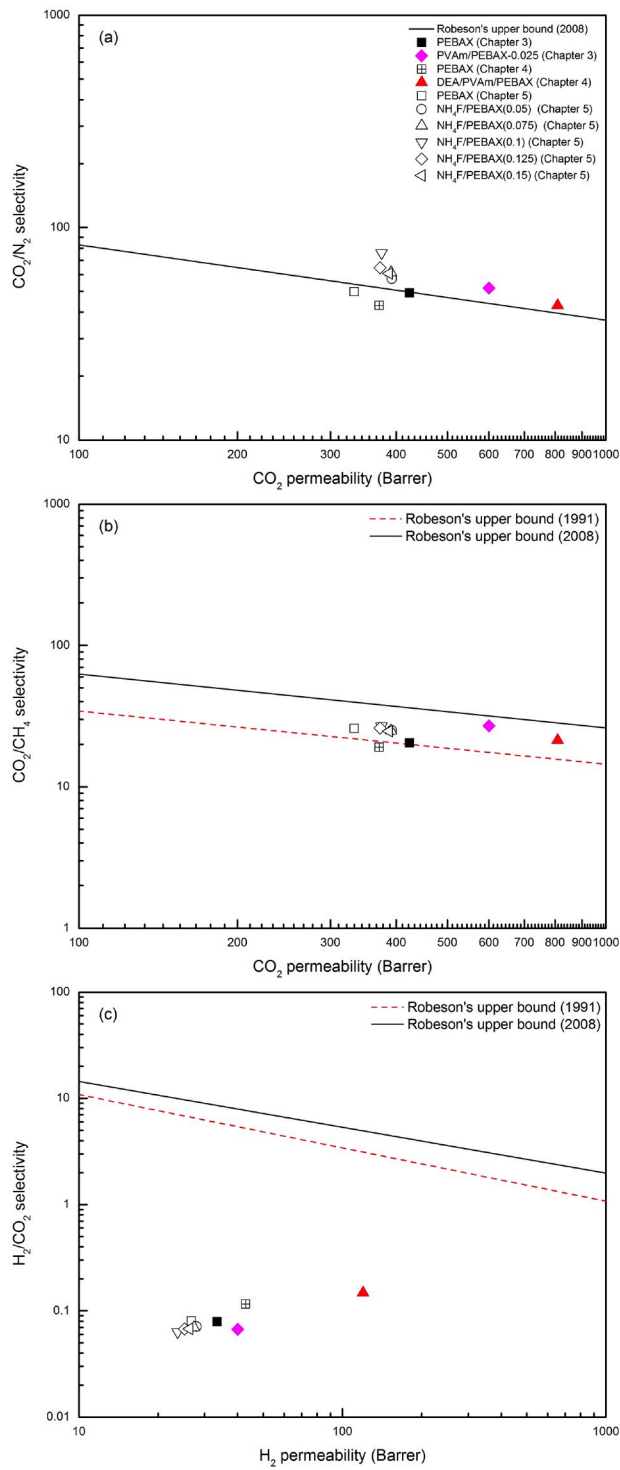 1000
(a)
Robeson's upper bound (2008)
PEBAX (Chapter 3)
PVAm/PEBAX-0.025 (Chapter 3)
PEBAX (Chapter 4)
DEA/PVAm/PEBAX (Chapter 4)
PEBAX (Chapter 5)
NH₄F/PEBAX(0.05) (Chapter 5)
NH₄F/PEBAX(0.075) (Chapter 5)
NH₄F/PEBAX(0.1) (Chapter 5)
NH₄F/PEBAX(0.125) (Chapter 5)
NH₄F/PEBAX(0.15) (Chapter 5)
CO₂/N₂ selectivity
100
10
100 200 300 400 500 600 700 800 900 1000
CO₂ permeability (Barrer)
1000
(b)
Robeson's upper bound (1991)
Robeson's upper bound (2008)
CO₂/CH₄ selectivity
100
10
1
100 200 300 400 500 600 700 800 900 1000
CO₂ permeability (Barrer)
100
(c)
Robeson's upper bound (1991)
Robeson's upper bound (2008)
H₂/CO₂ selectivity
10
1
0.1
0.01
10 100 1000
H₂ permeability (Barrer)